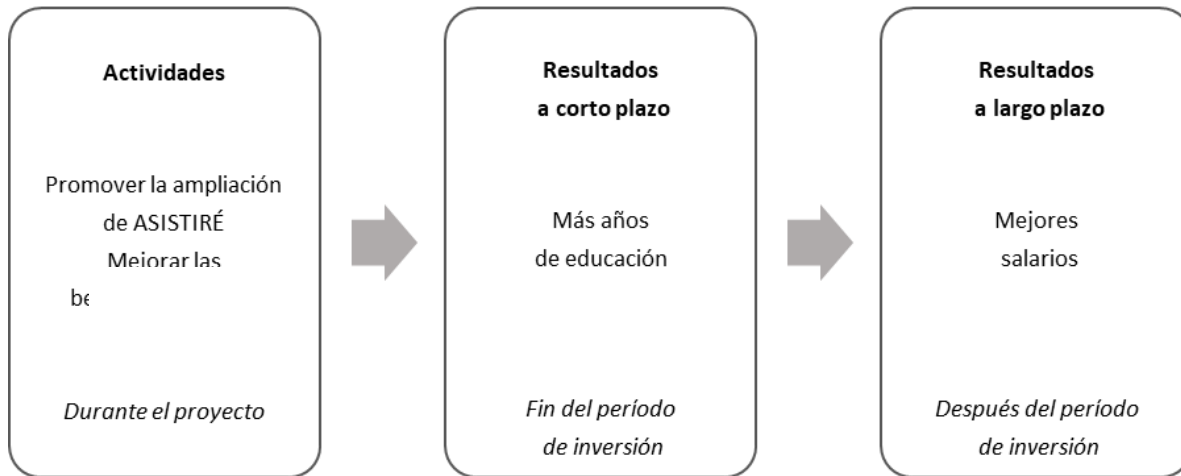 Actividades
Promover la ampliación
de ASISTIRÉ
Mejorar las
Durante el proyecto
Resultados
a corto plazo
Más años
de educación
Fin del período
de inversión
Resultados
a largo plazo
Mejores
salarios
Después del período
de inversión